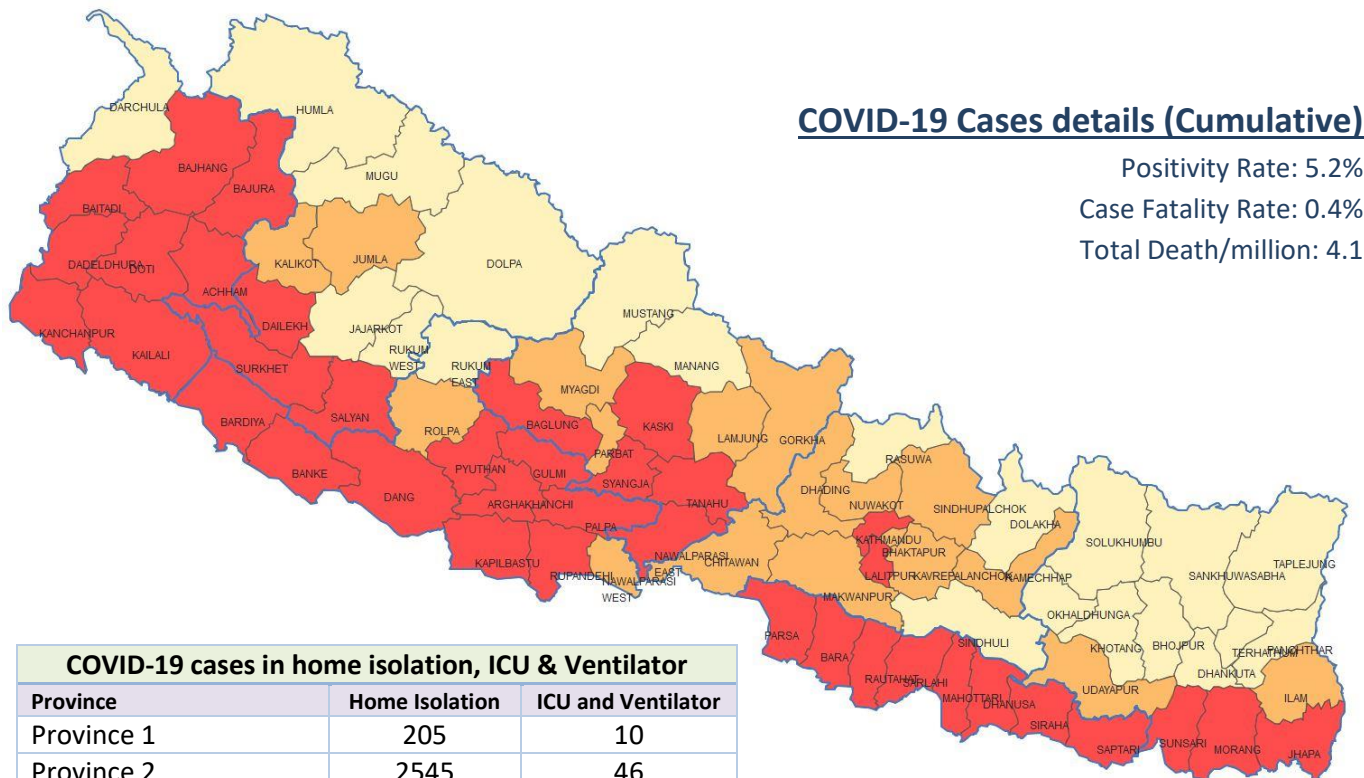 COVID-19 Cases details (Cumulative)
Positivity Rate: 5.2%
Case Fatality Rate: 0.4%
Total Death/million: 4.1
DARCHULA
HUMLA
BAJHANG
MUGU
BAJURA
BAITADI
DADELDHURA
DOTI
KALIKOT
JUMLA
DOLPA
ACHHAM
MUSTANG
DAILEKH
JAJARKOT
KANCHANPUR
KAILALI
RUKUM
WEST
RUKUM
EAST
MANANG
SURKHET
MYAGDI
SALYAN
BARDIYA
ROLPA
BAGLUNG
KASKI
LAMJUNG
GORKHA
PARBAT
RASUWA
BANKE
PYUTHAN
GULMI
SYANGJA
DHADING
DANG
ARGHAKHANCHI
TANAHU
NUWAKOT
SINDHUPALCHOK
DOLAKHA
PALPA
KATHMANDU
BHAKTAPUR
SOLUKHUMBU
KAPILBASTU
RUPANDEHI
NAWALPARASI
EAST
CHITAWAN
LALITPUR
KAVREPALANCHOK
RAMECHHAP
SANKHUWASABHA
TAPLEJUNG
NAWALPARASI
WEST
MAKWANPUR
OKHALDHUNGA
PARSA
SINDHULI
KHOTANG
BHOJPUR
TERHATHUM
PANCHTHAR
BARA
DHANKUTA
RAUTAHAT
SARLAHI
MAHOTTARI
DHANUSA
UDAYAPUR
ILAM
SIRAHA
SAPTARI
SUNSARI
MORANG
JHAPA
COVID-19 cases in home isolation, ICU & Ventilator
Province Home Isolation ICU and Ventilator
Province 1 205 10
Province 2 2545 46